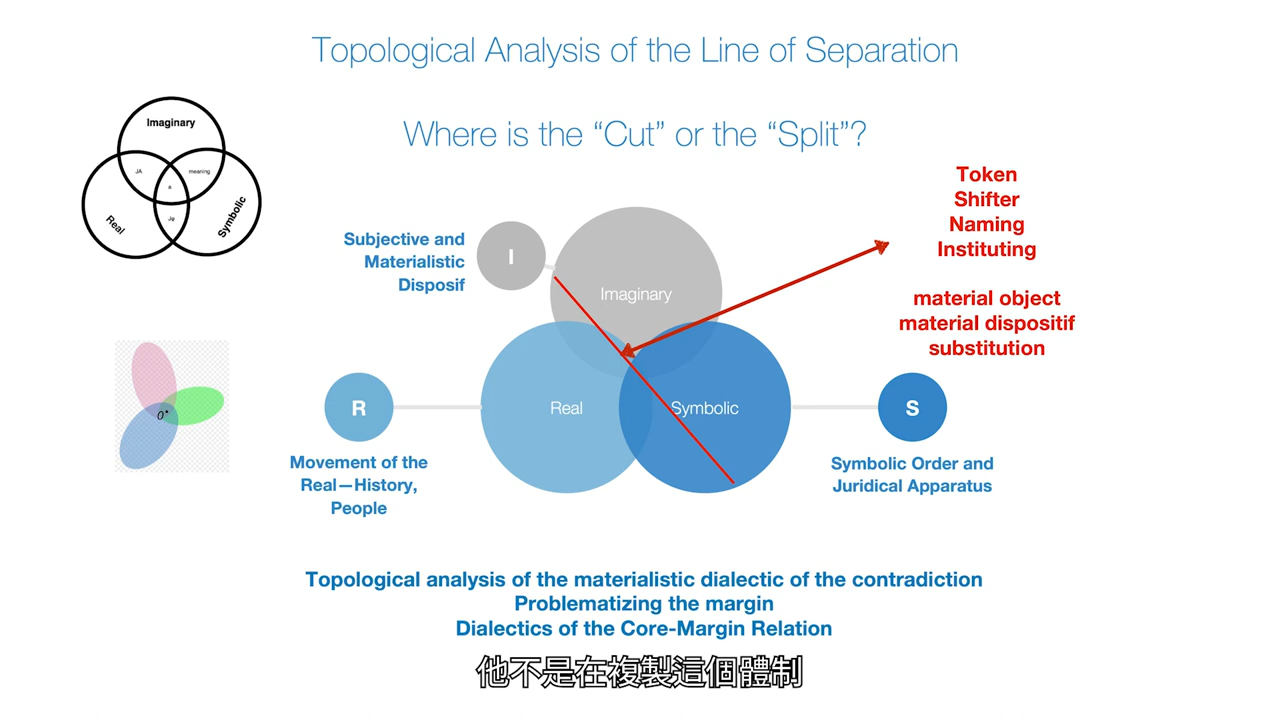 Topological Analysis of the Line of Separation
Where is the “Cut” or the “Split”?
Imaginary
JA
meaning
a
Real
Jφ
Symbolic
Token
Shifter
Naming
Instituting
material object
material dispositif
substitution
Subjective and
Materialistic
Disposif
I
Imaginary
Real
Symbolic
R
S
Movement of the
Real—History,
People
Symbolic Order and
Juridical Apparatus
0°
Topological analysis of the materialistic dialectic of the contradiction
Problematizing the margin
Dialectics of the Core-Margin Relation
他不是在複製這個體制